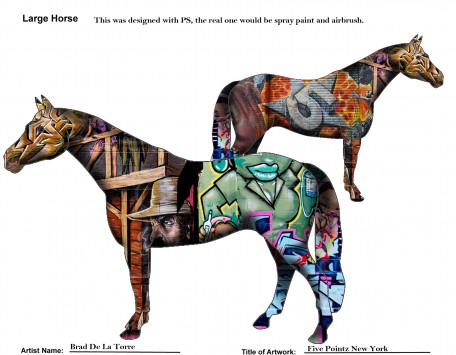 Large Horse This was designed with PS, the real one would be spray paint and airbrush.
Artist Name: Brad De La Torre Title of Artwork: Five Pointz New York